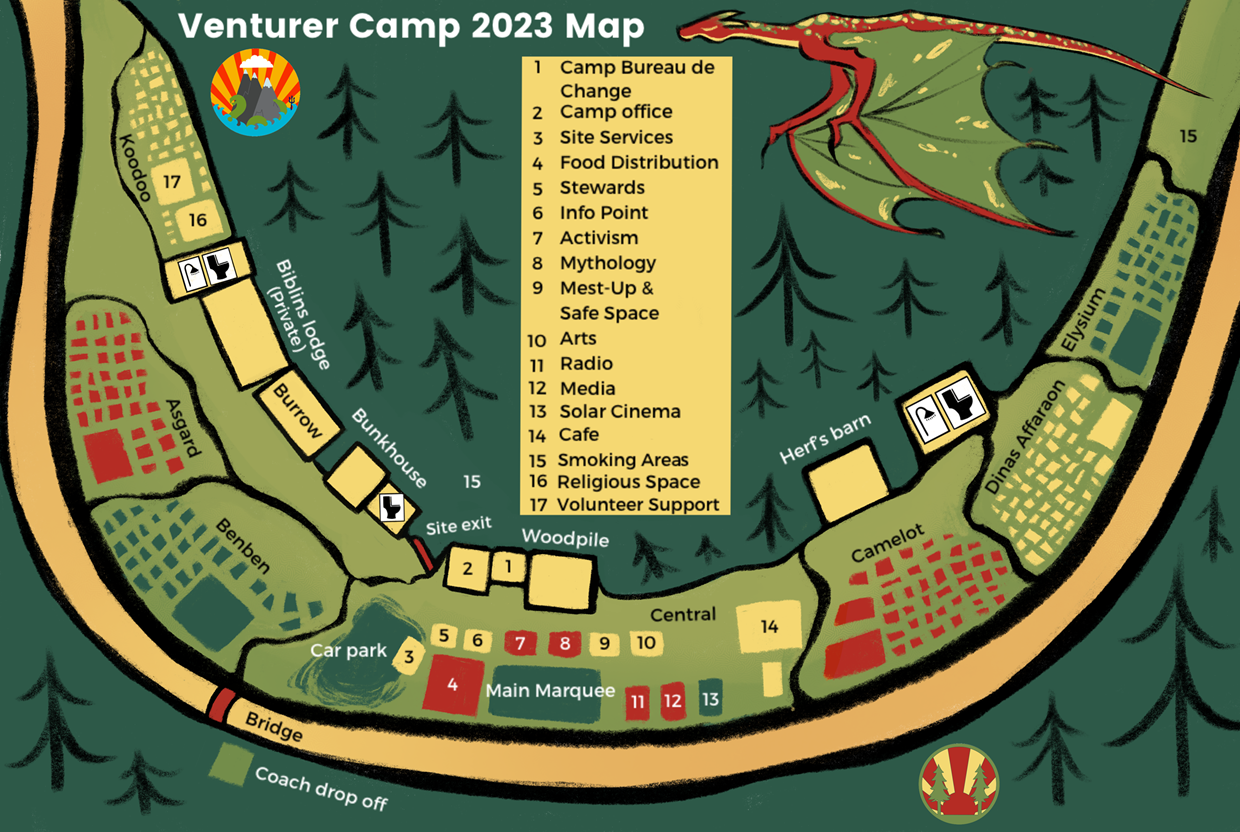 Venturer Camp 2023 Map
1 Camp Bureau de
Change
2 Camp office
3 Site Services
4 Food Distribution
5 Stewards
6 Info Point
7 Activism
8 Mythology
9 Mest-Up &
Safe Space
10 Arts
11 Radio
12 Media
13 Solar Cinema
14 Cafe
15 Smoking Areas
16 Religious Space
17 Volunteer Support
Koodoo
17
16
Biblins lodge
(Private)
Asgard
Burrow
Bunkhouse
15
Site exit
Benben
Woodpile
2
1
Car park
3
5
6
7
8
9
10
Central
14
4
Main Marquee
11
12
13
Bridge
Coach drop off
Herf's barn
Camelot
Dinas Affaraon
Elysium
15